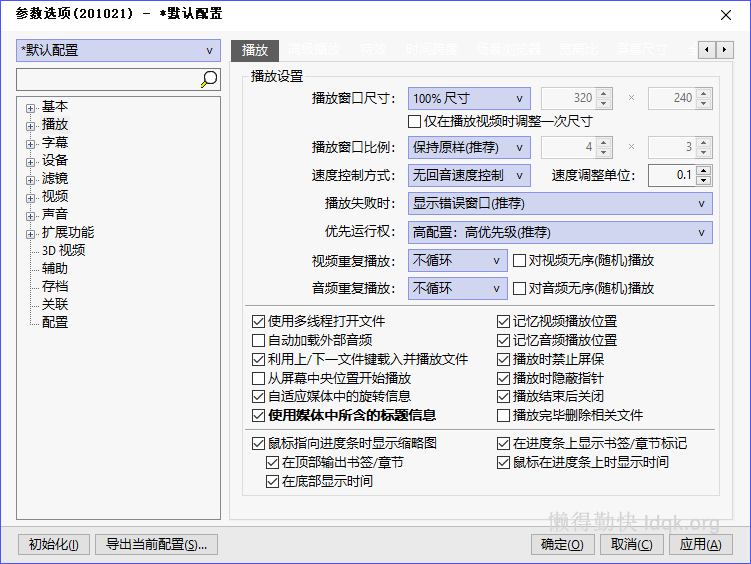 参数选项(201021) - *默认配置
*默认配置
基本
播放
字幕
设备
滤镜
视频
声音
扩展功能
3D 视频
辅助
存档
关联
配置
播放
播放设置
播放窗口尺寸: 100% 尺寸 320 × 240
仅在播放视频时调整一次尺寸
播放窗口比例: 保持原样(推荐) 4 × 3
速度控制方式: 无回音速度控制 速度调整单位: 0.1
播放失败时: 显示错误窗口(推荐)
优先运行权: 高配置：高优先级(推荐)
视频重复播放: 不循环 对视频无序(随机)播放
音频重复播放: 不循环 对音频无序(随机)播放
使用多线程打开文件 记忆视频播放位置
自动加载外部音频 记忆音频播放位置
利用上/下一文件键载入并播放文件 播放时禁止屏保
从屏幕中央位置开始播放 播放时隐蔽指针
自适应媒体中的旋转信息 播放结束后关闭
使用媒体中所含的标题信息 播放完毕删除相关文件
鼠标指向进度条时显示缩略图 在进度条上显示书签/章节标记
在顶部输出书签/章节 鼠标在进度条上时显示时间
在底部显示时间
懒得勤快 ldqk.org
初始化(I) 导出当前配置(S)... 确定(O) 取消(C) 应用(A)